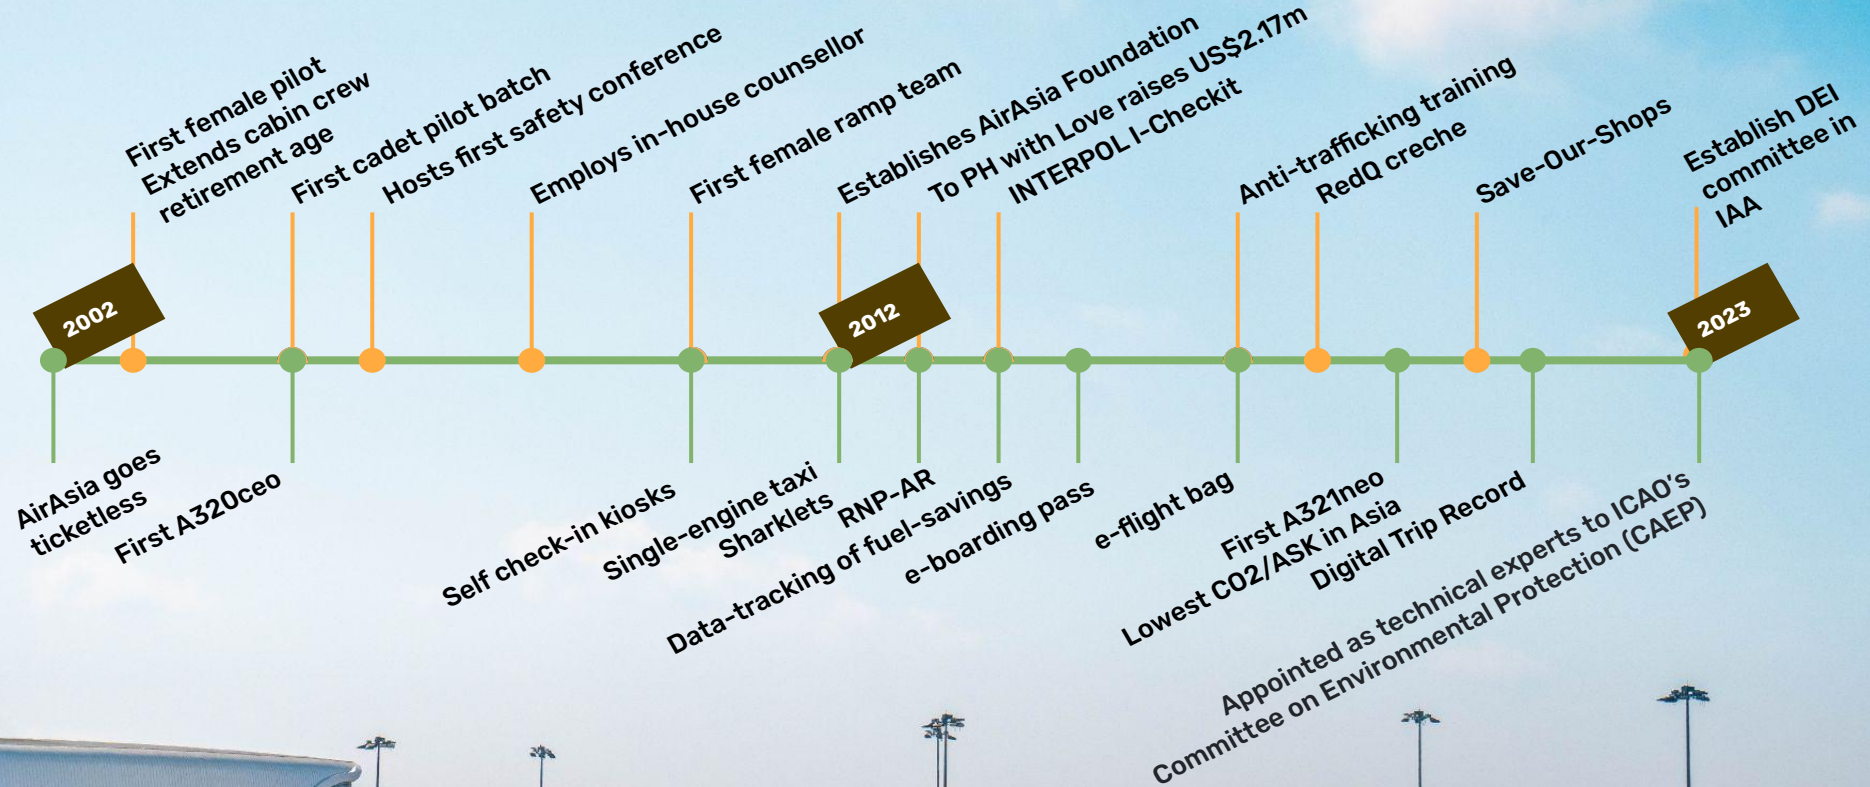 First female pilot
Extends cabin crew
retirement age
First cadet pilot batch
Hosts first safety conference
Employs in-house counsellor
First female ramp team
Establishes AirAsia Foundation
To PH with Love raises US$2.17m
INTERPOL I-Checkit
Anti-trafficking training
RedQ creche
Save-Our-Shops
Establish DEI
committee in
IAA
2002
2012
2023
AirAsia goes
ticketless
First A320ceo
Self check-in kiosks
Single-engine taxi
Sharklets
RNP-AR
Data-tracking of fuel-savings
e-boarding pass
e-flight bag
First A321neo
Lowest CO2/ASK in Asia
Digital Trip Record
Appointed as technical experts to ICAO's
Committee on Environmental Protection (CAEP)